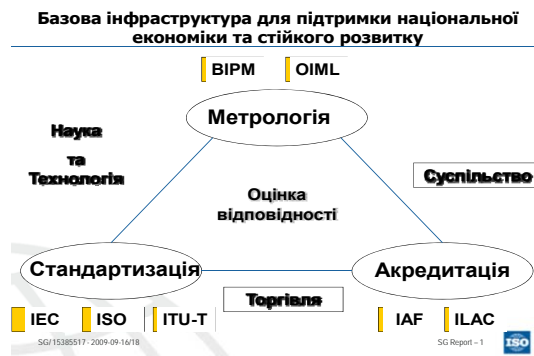 Базова інфраструктура для підтримки національної
економіки та стійкого розвитку
BIPM OIML
Метрологія
Наука
та
Технологія
Суспільство
Оцінка
відповідності
Стандартизація
Акредитація
Торгівля
IEC ISO ITU-T IAF ILAC
SG/15385517 - 2009-09-16/18 SG Report – 1 ISO